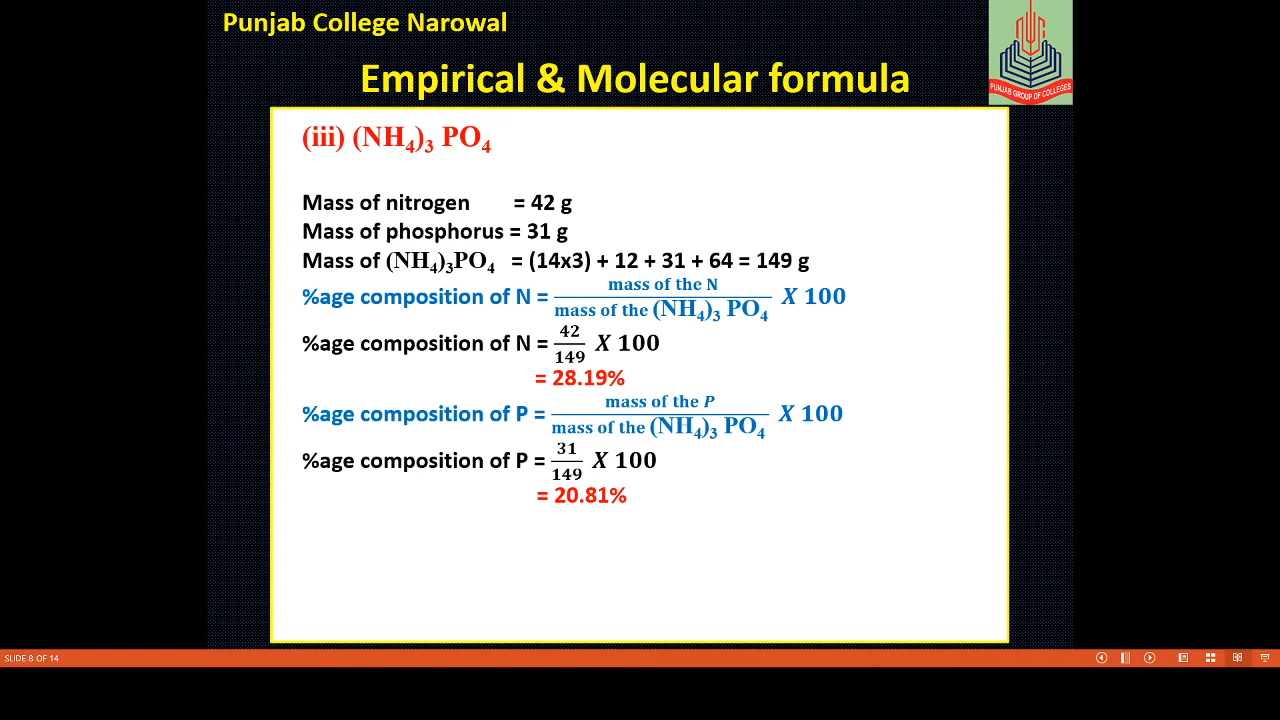 Punjab College Narowal
Empirical & Molecular formula
PUNJAB GROUP OF COLLEGES
(iii) (NH₄)₃ PO₄
Mass of nitrogen = 42 g
Mass of phosphorus = 31 g
Mass of (NH₄)₃PO₄ = (14x3) + 12 + 31 + 64 = 149 g
%age composition of N = mass of the N / mass of the (NH₄)₃ PO₄ X 100
%age composition of N = 42/149 X 100
= 28.19%
%age composition of P = mass of the P / mass of the (NH₄)₃ PO₄ X 100
%age composition of P = 31/149 X 100
= 20.81%
SLIDE 8 OF 14